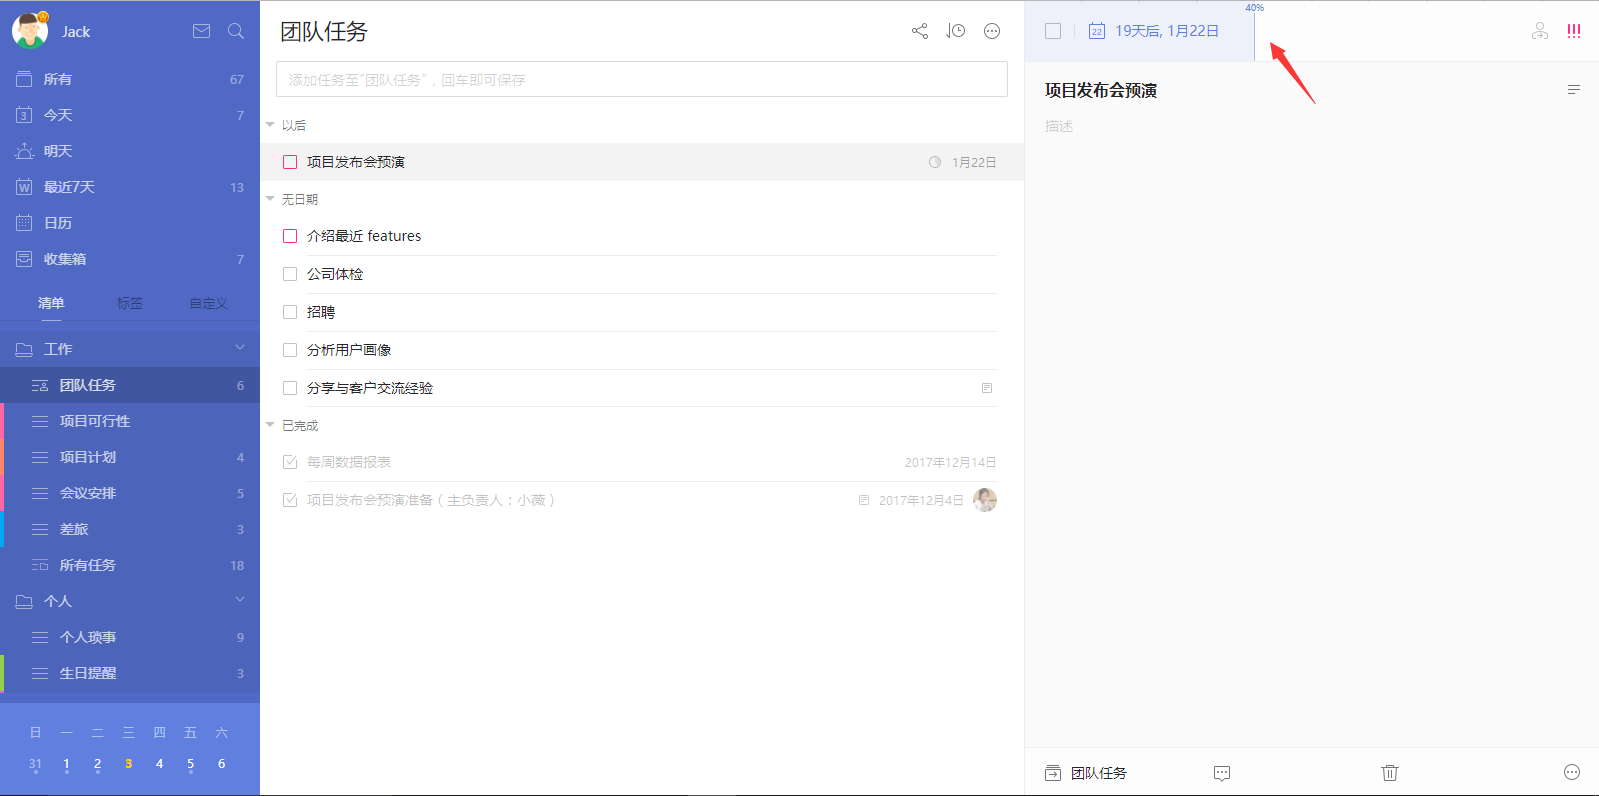 Jack
所有 67
3 今天 7
明天
W 最近7天 13
日历
收集箱 7
清单 标签 自定义
工作
团队任务 6
项目可行性
项目计划 4
会议安排 5
差旅 3
所有任务 18
个人
个人琐事 9
生日提醒 3
日 一 二 三 四 五 六
31 1 2 3 4 5 6
团队任务
添加任务至"团队任务"，回车即可保存
以后
项目发布会预演 1月22日
无日期
介绍最近 features
公司体检
招聘
分析用户画像
分享与客户交流经验
已完成
每周数据报表 2017年12月14日
项目发布会预演准备（主负责人：小薇） 2017年12月4日
40%
22 19天后, 1月22日 !!!
项目发布会预演
描述
团队任务